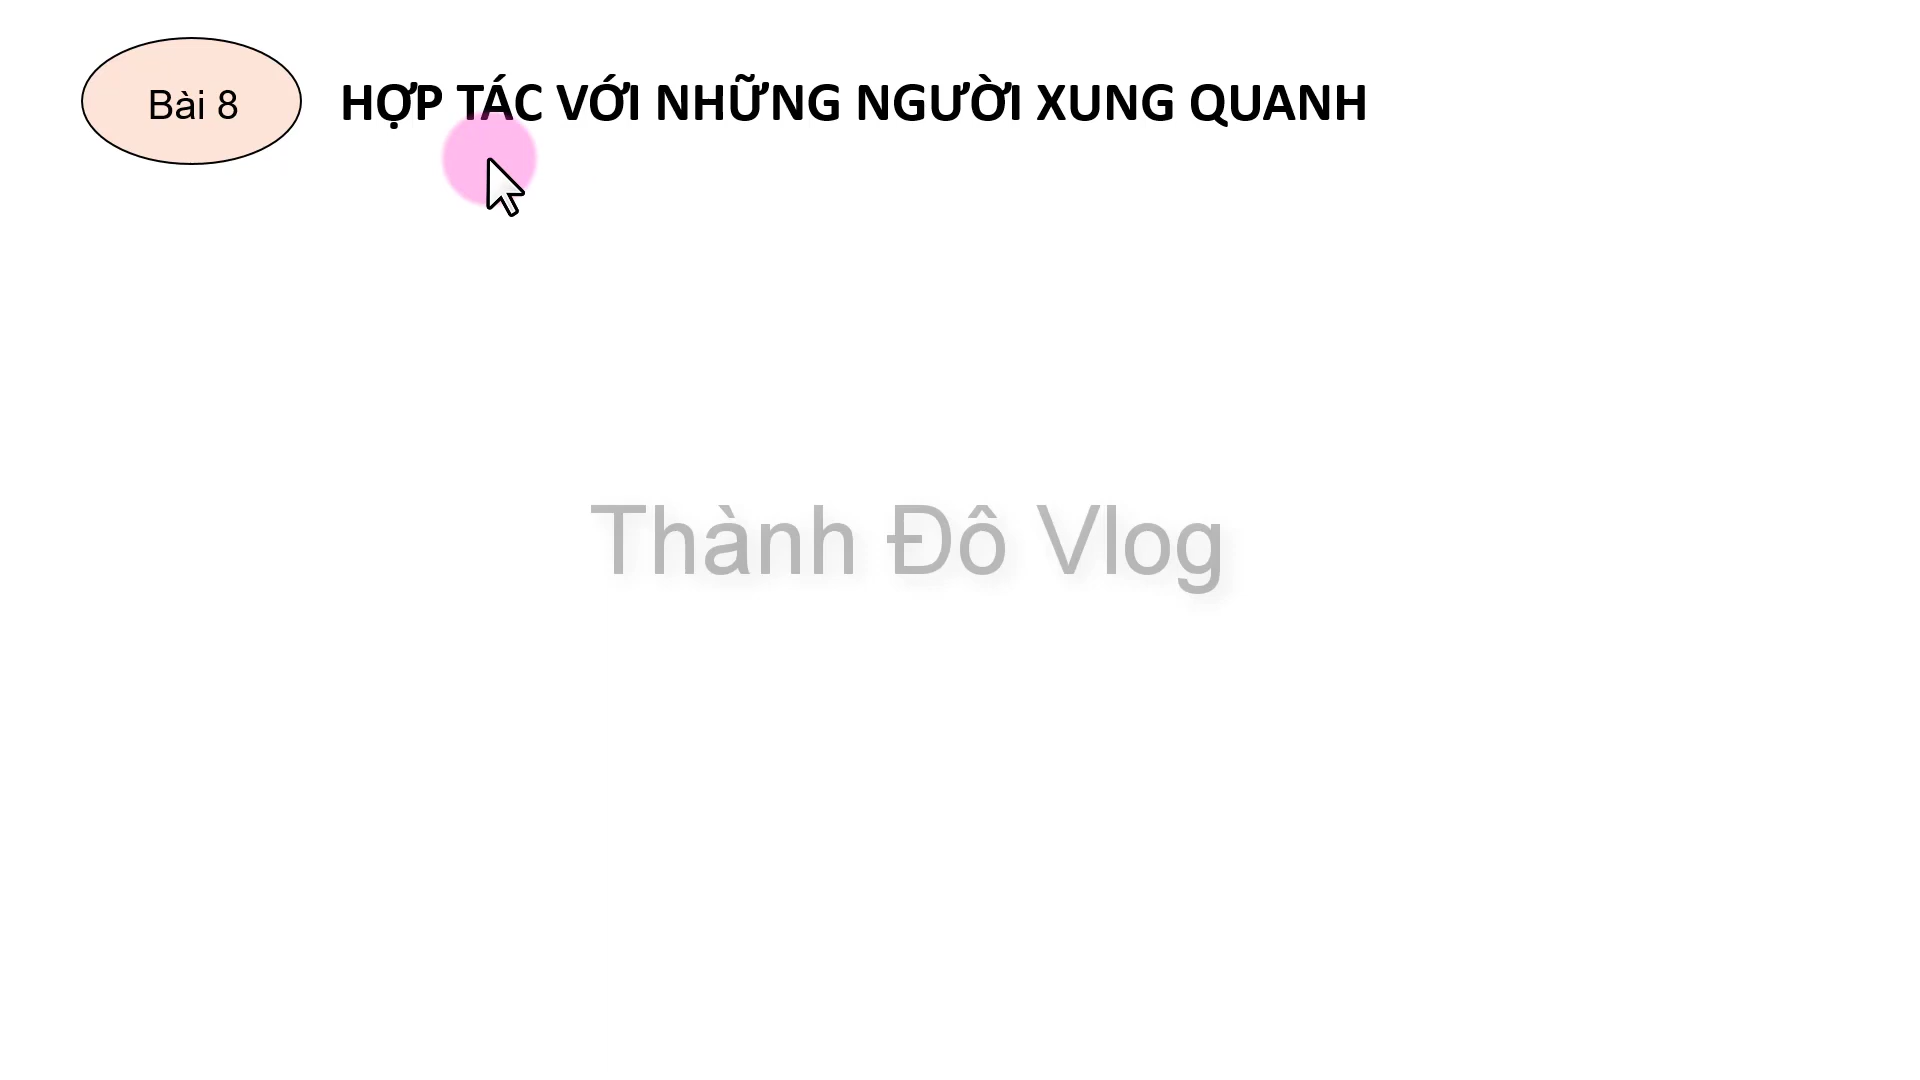 Bài 8
HỢP TÁC VỚI NHỮNG NGƯỜI XUNG QUANH
Thành Đô Vlog